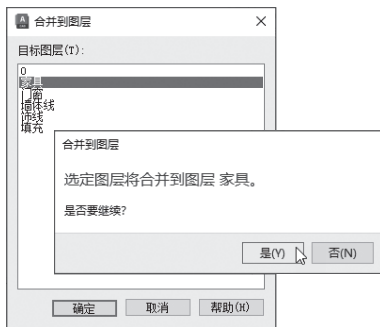 合并到图层
目标图层(T):
0
家具
门窗
墙体线
饰线
填充
合并到图层
选定图层将合并到图层 家具。
是否要继续?
是(Y)
否(N)
确定
取消
帮助(H)